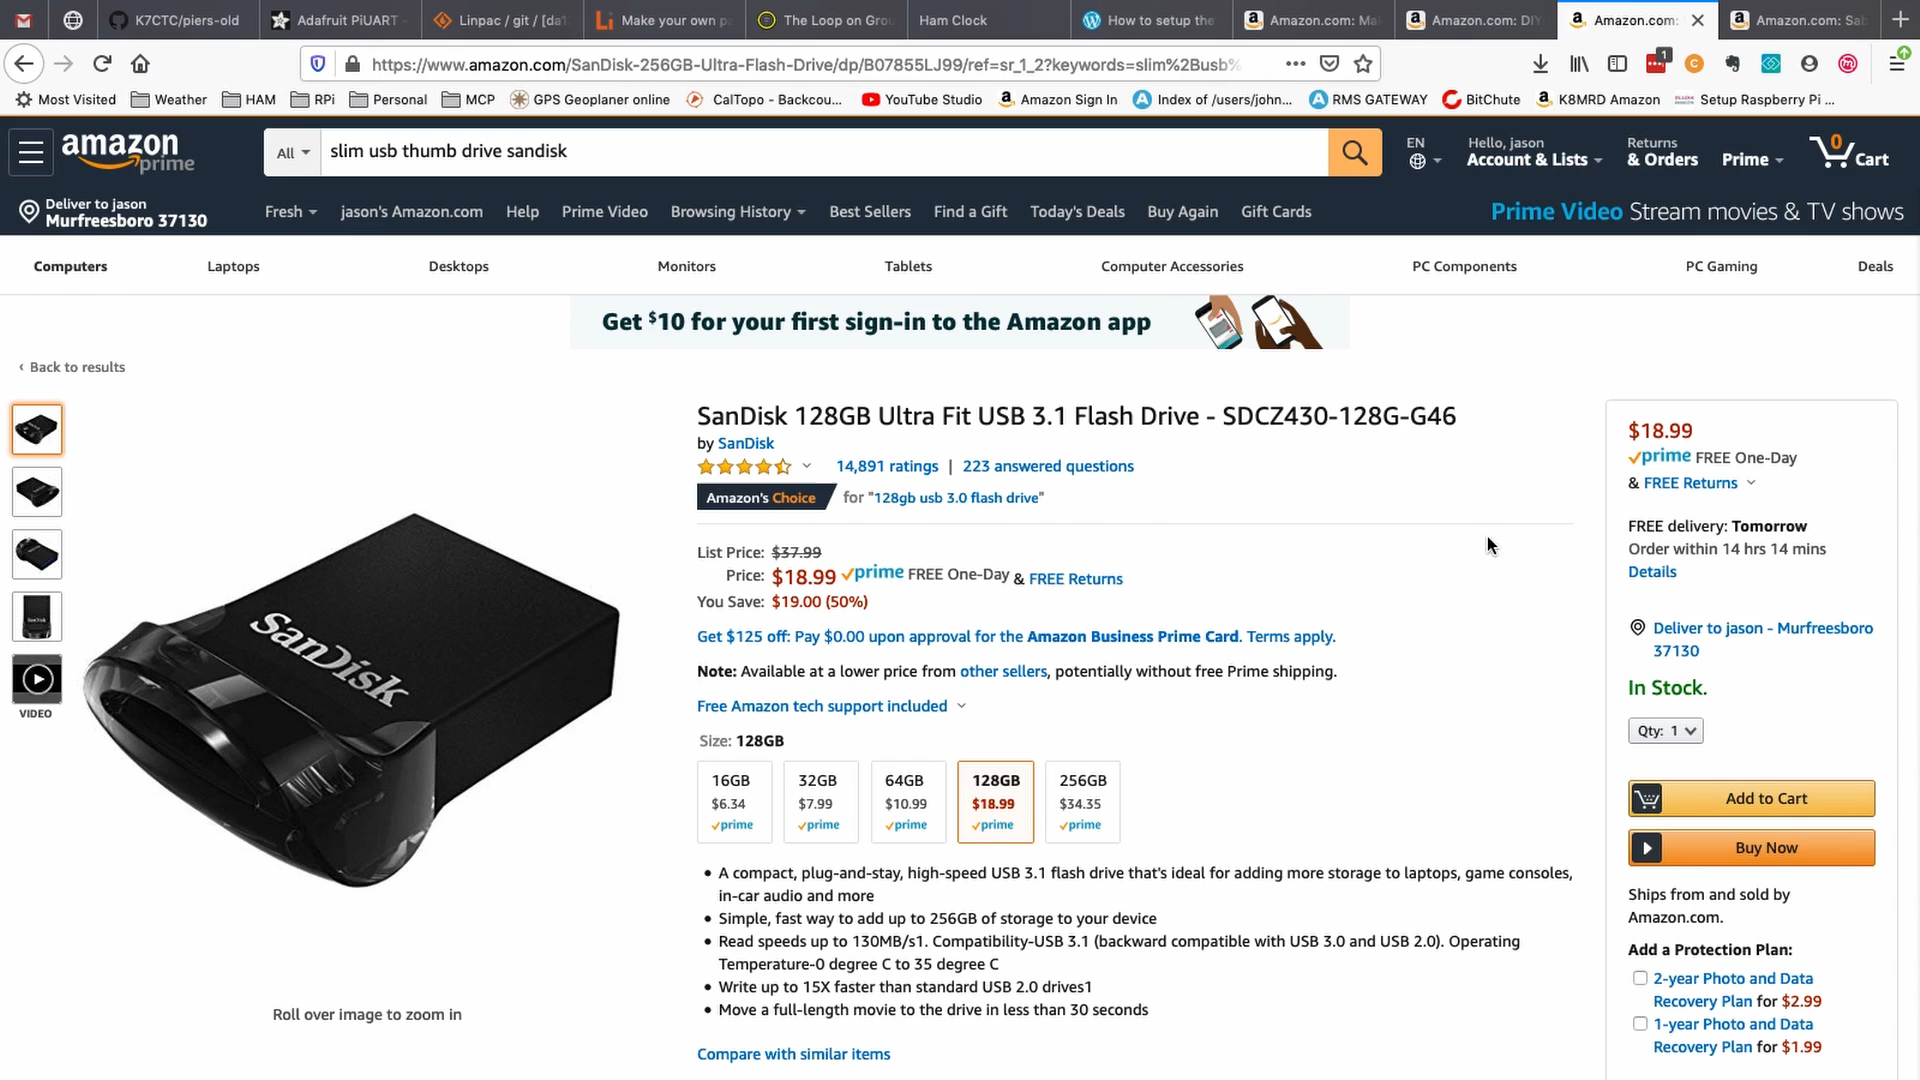 K7CTC/piers-old
Adafruit PiUART -
Linpac / git / [da1
Make your own pa
The Loop on Grou
Ham Clock
How to setup the
Amazon.com: Ma
Amazon.com: DIY
Amazon.com:
Amazon.com: Sab
https://www.amazon.com/SanDisk-256GB-Ultra-Flash-Drive/dp/B07855LJ99/ref=sr_1_2?keywords=slim%2Busb%
1
Most Visited
Weather
HAM
RPi
Personal
MCP
GPS Geoplaner online
CalTopo - Backcou...
YouTube Studio
Amazon Sign In
Index of /users/john...
RMS GATEWAY
BitChute
K8MRD Amazon
Setup Raspberry Pi ...
amazon
prime
All
slim usb thumb drive sandisk
EN
Hello, jason
Account & Lists
Returns
& Orders
Prime
0
Cart
Deliver to jason
Murfreesboro 37130
Fresh
jason's Amazon.com
Help
Prime Video
Browsing History
Best Sellers
Find a Gift
Today's Deals
Buy Again
Gift Cards
Prime Video Stream movies & TV shows
Computers
Laptops
Desktops
Monitors
Tablets
Computer Accessories
PC Components
PC Gaming
Deals
Get $10 for your first sign-in to the Amazon app
‹ Back to results
VIDEO
SanDisk
Roll over image to zoom in
SanDisk 128GB Ultra Fit USB 3.1 Flash Drive - SDCZ430-128G-G46
by SanDisk
14,891 ratings | 223 answered questions
Amazon's Choice for "128gb usb 3.0 flash drive"
List Price: $37.99
Price: $18.99 prime FREE One-Day & FREE Returns
You Save: $19.00 (50%)
Get $125 off: Pay $0.00 upon approval for the Amazon Business Prime Card. Terms apply.
Note: Available at a lower price from other sellers, potentially without free Prime shipping.
Free Amazon tech support included
Size: 128GB
16GB
$6.34
prime
32GB
$7.99
prime
64GB
$10.99
prime
128GB
$18.99
prime
256GB
$34.35
prime
• A compact, plug-and-stay, high-speed USB 3.1 flash drive that's ideal for adding more storage to laptops, game consoles,
in-car audio and more
• Simple, fast way to add up to 256GB of storage to your device
• Read speeds up to 130MB/s1. Compatibility-USB 3.1 (backward compatible with USB 3.0 and USB 2.0). Operating
Temperature-0 degree C to 35 degree C
• Write up to 15X faster than standard USB 2.0 drives1
• Move a full-length movie to the drive in less than 30 seconds
Compare with similar items
$18.99
prime FREE One-Day
& FREE Returns
FREE delivery: Tomorrow
Order within 14 hrs 14 mins
Details
Deliver to jason - Murfreesboro
37130
In Stock.
Qty: 1
Add to Cart
Buy Now
Ships from and sold by
Amazon.com.
Add a Protection Plan:
2-year Photo and Data
Recovery Plan for $2.99
1-year Photo and Data
Recovery Plan for $1.99